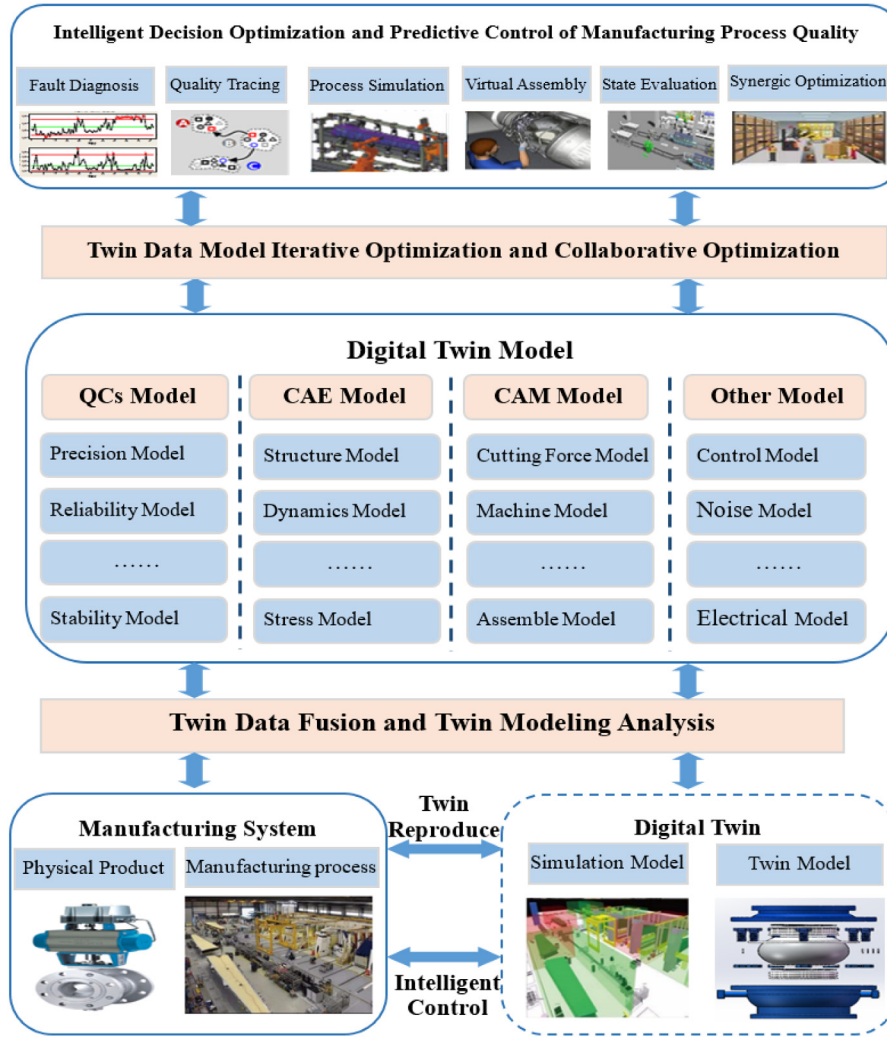 Intelligent Decision Optimization and Predictive Control of Manufacturing Process Quality
Fault Diagnosis
Quality Tracing
Process Simulation
Virtual Assembly
State Evaluation
Synergic Optimization
A
B
C
Twin Data Model Iterative Optimization and Collaborative Optimization
Digital Twin Model
QCs Model
CAE Model
CAM Model
Other Model
Precision Model
Structure Model
Cutting Force Model
Control Model
Reliability Model
Dynamics Model
Machine Model
Noise Model
……
……
……
……
Stability Model
Stress Model
Assemble Model
Electrical Model
Twin Data Fusion and Twin Modeling Analysis
Manufacturing System
Physical Product
Manufacturing process
Twin
Reproduce
Intelligent
Control
Digital Twin
Simulation Model
Twin Model